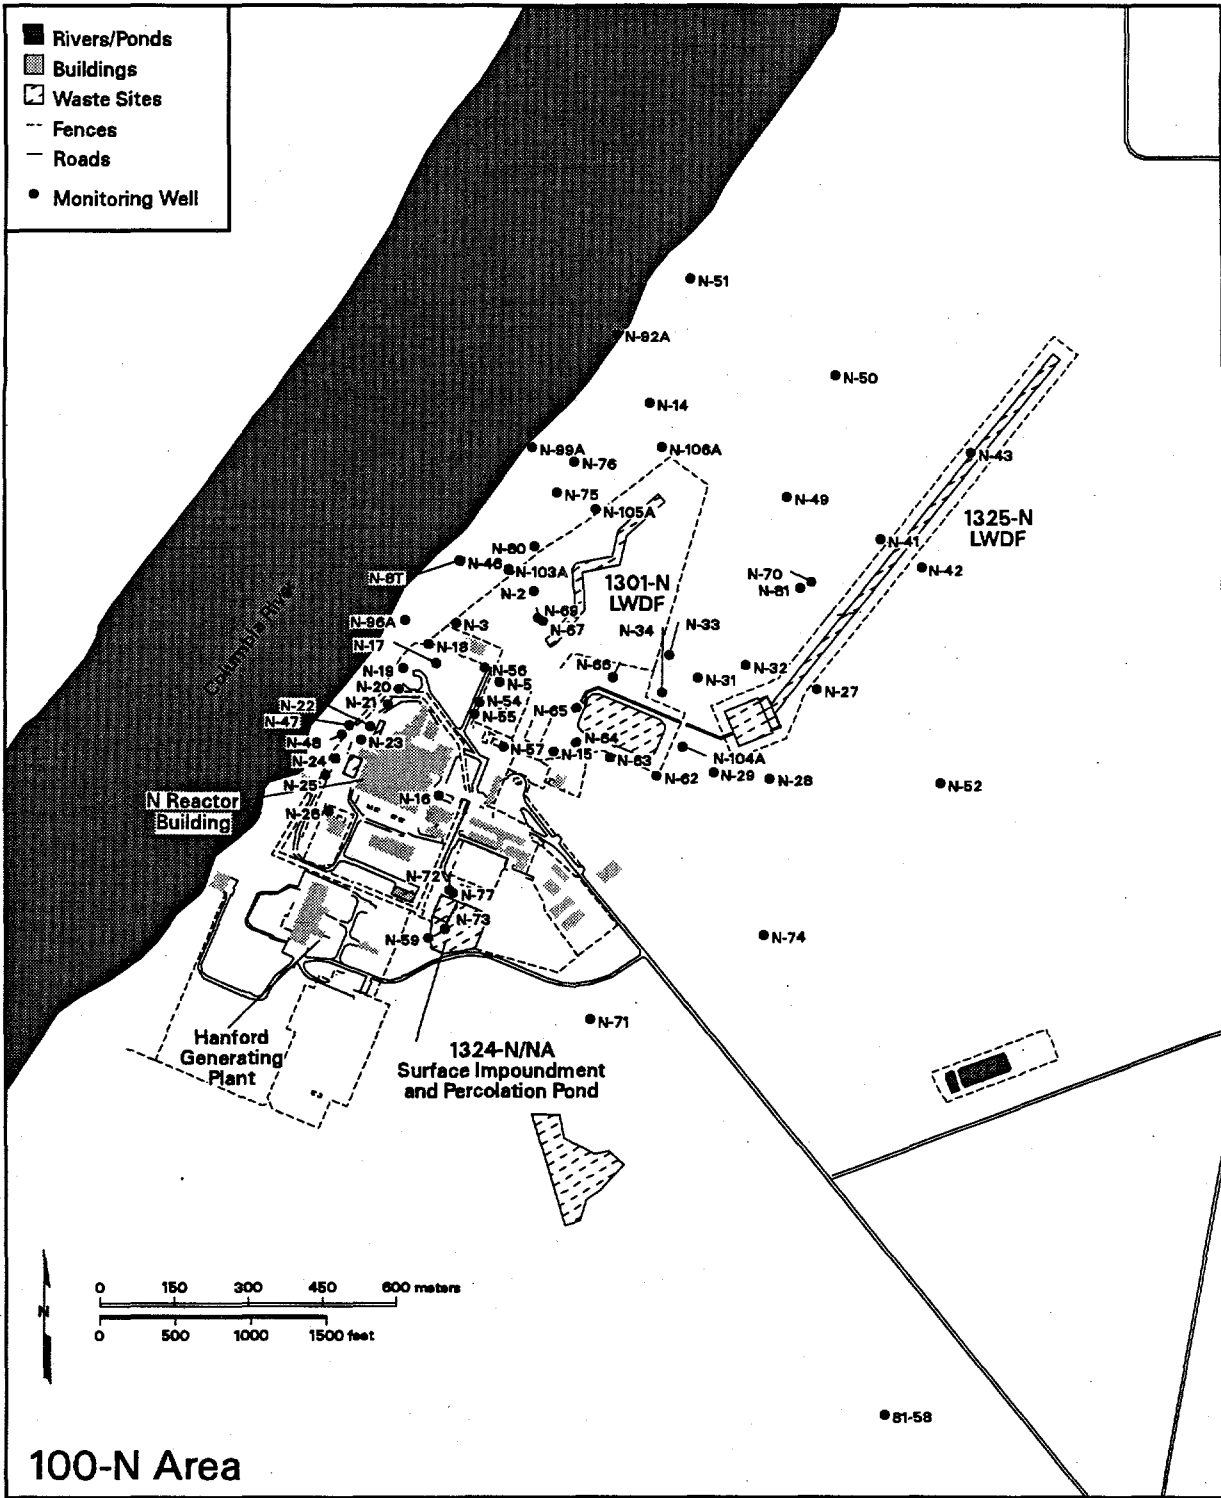 Rivers/Ponds
Buildings
Waste Sites
Fences
Roads
Monitoring Well
N-51
N-92A
N-50
N-14
N-99A
N-106A
N-76
N-43
N-75
N-49
N-105A
1325-N
LWDF
N-41
N-80
N-46
N-103A
N-42
N-8T
N-70
N-81
1301-N
LWDF
N-2
Columbia River
N-69
N-67
N-96A
N-3
N-34
N-33
N-17
N-18
N-19
N-56
N-66
N-32
N-20
N-5
N-31
N-27
N-21
N-54
N-55
N-65
N-22
N-47
N-48
N-23
N-64
N-57
N-15
N-104A
N-24
N-63
N-25
N-62
N-29
N-28
N-52
N Reactor
Building
N-16
N-26
N-72
N-77
N-73
N-59
N-74
N-71
Hanford
Generating
Plant
1324-N/NA
Surface Impoundment
and Percolation Pond
0 150 300 450 600 meters
0 500 1000 1500 feet
N
81-58
100-N Area